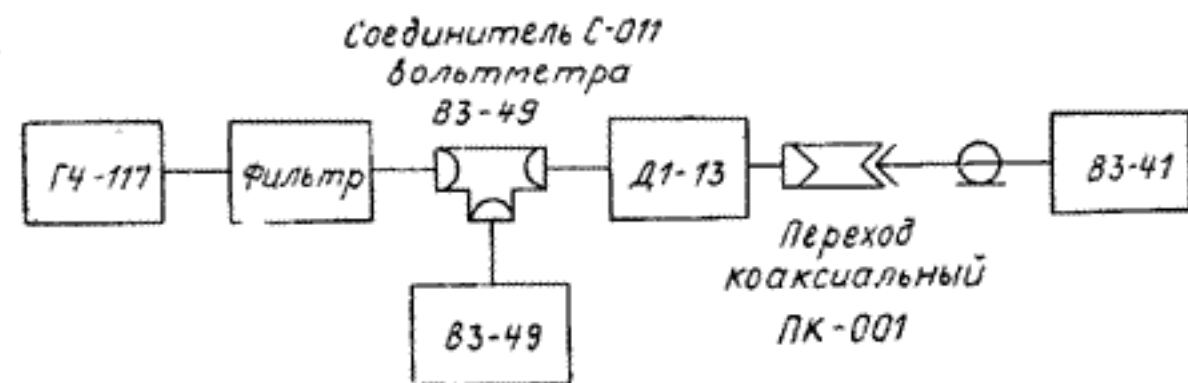 Соединитель С-011
вольтметра
В3-49
Г4-117
Фильтр
Д1-13
В3-41
Переход
коаксиальный
ПК-001
В3-49